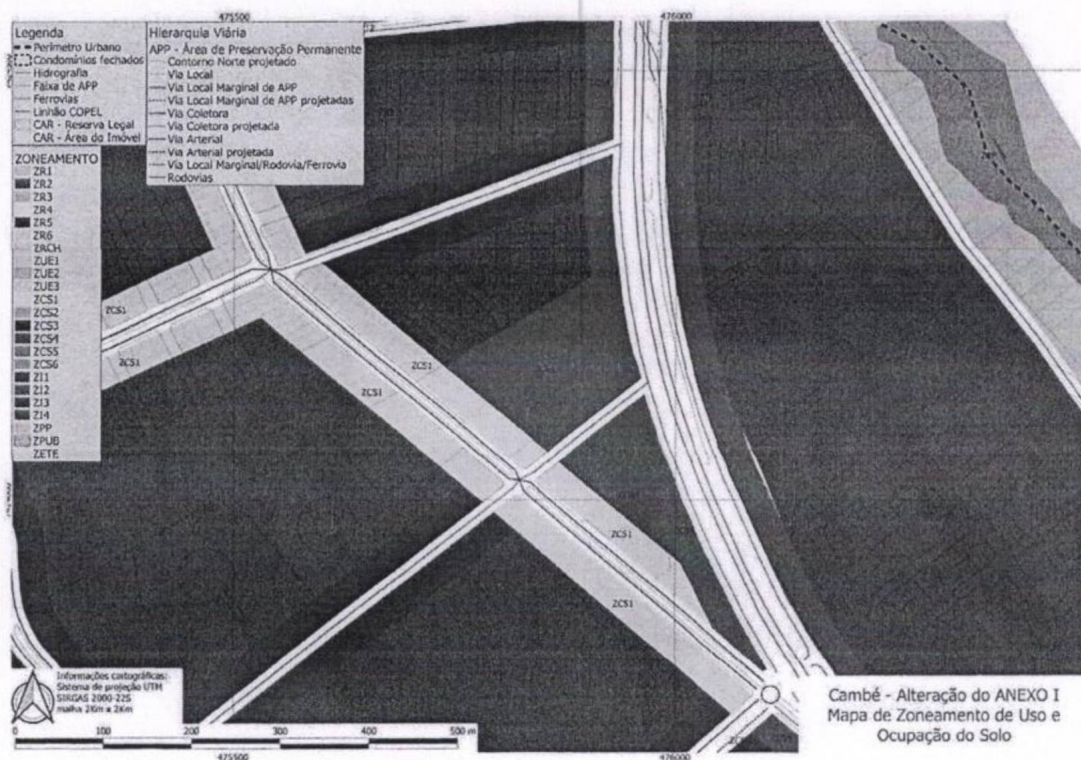 475500
476000
Legenda
Perímetro Urbano
Condomínios fechados
Hidrografia
Faixa de APP
Ferrovias
Linhão COPEL
CAR - Reserva Legal
CAR - Área do Imóvel
Hierarquia Viária
APP - Área de Preservação Permanente
Contorno Norte projetado
Via Local
Via Local Marginal de APP
Via Local Marginal de APP projetadas
Via Coletora
Via Coletora projetada
Via Arterial
Via Arterial projetada
Via Local Marginal/Rodovia/Ferrovia
Rodovias
ZONEAMENTO
ZR1
ZR2
ZR3
ZR4
ZR5
ZR6
ZRCH
ZUE1
ZUE2
ZUE3
ZCS1
ZCS2
ZCS3
ZCS4
ZCS5
ZCS6
ZI1
ZI2
ZI3
ZI4
ZPP
ZPUB
ZETE
ZCS1
ZCS1
ZCS1
ZCS1
ZCS1
ZCS1
Informações cartográficas:
Sistema de projeção UTM
SIRGAS 2000-22S
malha 2Km x 2Km
0 100 200 300 400 500 m
475500
476000
Cambé - Alteração do ANEXO I
Mapa de Zoneamento de Uso e
Ocupação do Solo